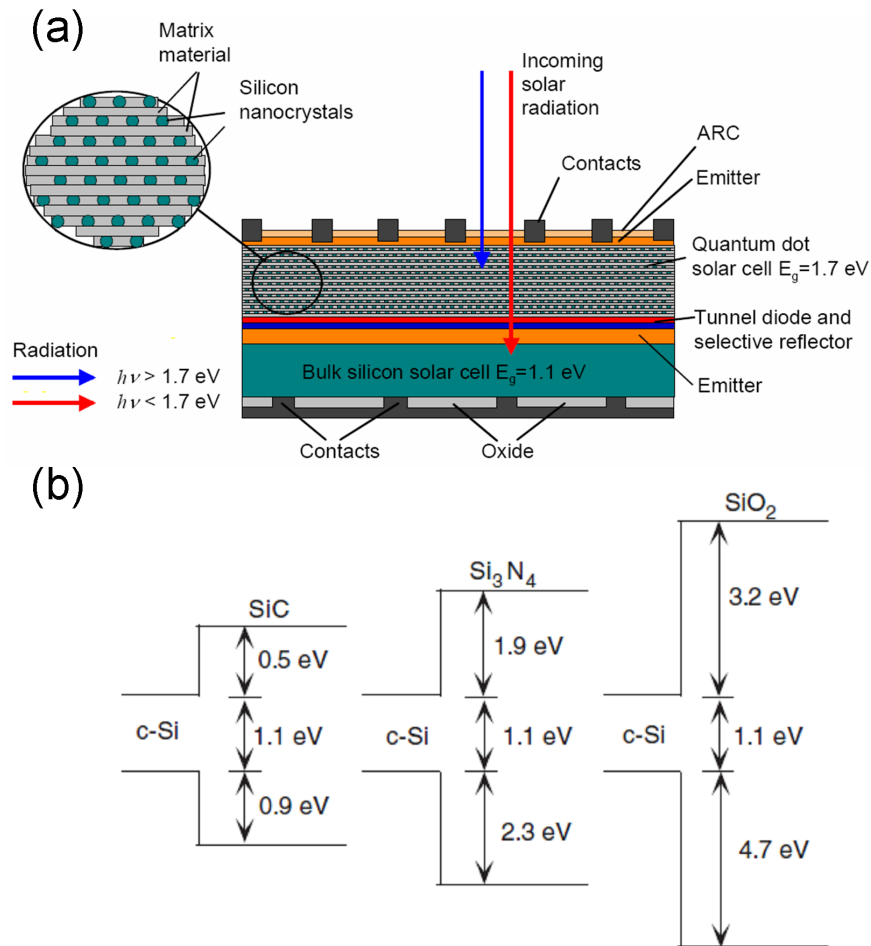 (a)
Matrix
material
Silicon
nanocrystals
Incoming
solar
radiation
ARC
Contacts
Emitter
Quantum dot
solar cell Eg=1.7 eV
Tunnel diode and
selective reflector
Radiation
hν > 1.7 eV
hν < 1.7 eV
Bulk silicon solar cell Eg=1.1 eV
Emitter
Contacts
Oxide
(b)
SiC
0.5 eV
c-Si
1.1 eV
0.9 eV
Si3N4
1.9 eV
c-Si
1.1 eV
2.3 eV
SiO2
3.2 eV
c-Si
1.1 eV
4.7 eV